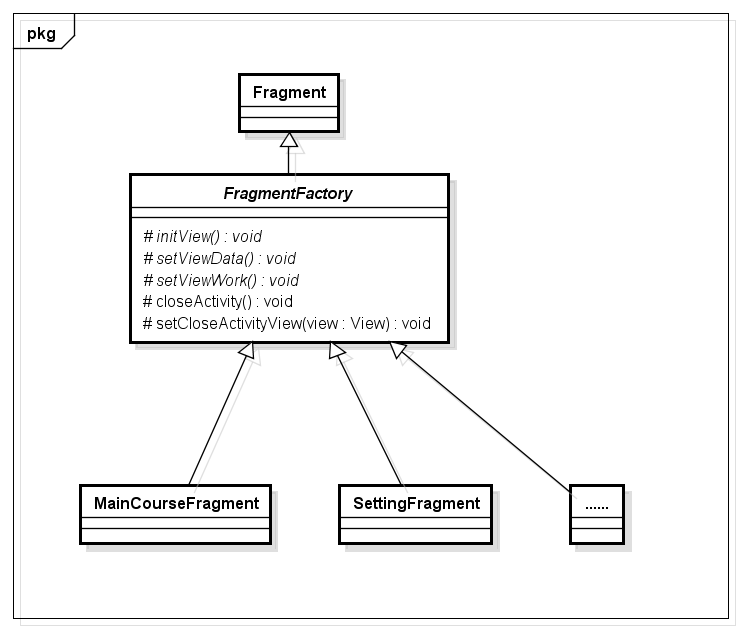 pkg
Fragment
FragmentFactory
# initView() : void
# setViewData() : void
# setViewWork() : void
# closeActivity() : void
# setCloseActivityView(view : View) : void
MainCourseFragment
SettingFragment
......